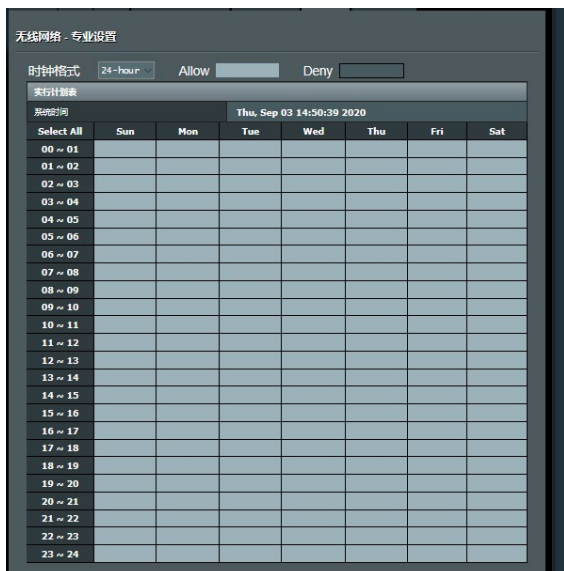 无线网络 - 专业设置
时钟格式 24-hour Allow Deny
实行计划表
系统时间 Thu, Sep 03 14:50:39 2020
Select All Sun Mon Tue Wed Thu Fri Sat
00 ~ 01
01 ~ 02
02 ~ 03
03 ~ 04
04 ~ 05
05 ~ 06
06 ~ 07
07 ~ 08
08 ~ 09
09 ~ 10
10 ~ 11
11 ~ 12
12 ~ 13
13 ~ 14
14 ~ 15
15 ~ 16
16 ~ 17
17 ~ 18
18 ~ 19
19 ~ 20
20 ~ 21
21 ~ 22
22 ~ 23
23 ~ 24